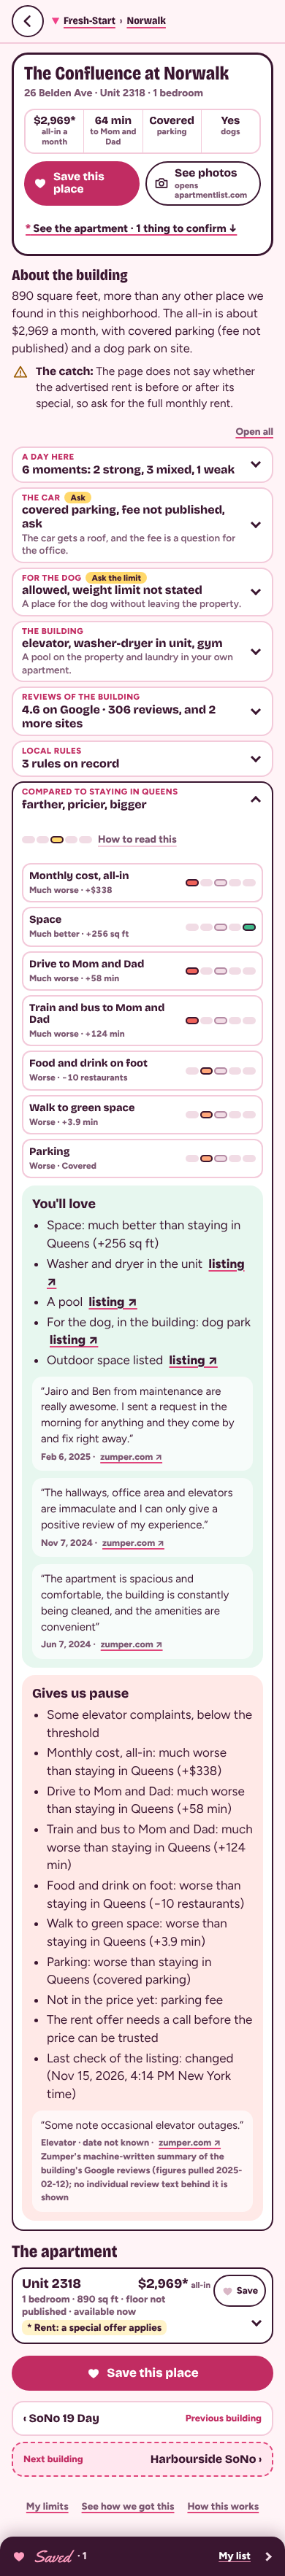 Fresh-Start › Norwalk
The Confluence at Norwalk
26 Belden Ave · Unit 2318 · 1 bedroom
$2,969* 64 min Covered Yes
all-in a month to Mom and Dad parking dogs
Save this place
See photos
opens
apartmentlist.com
* See the apartment · 1 thing to confirm ↓
About the building
890 square feet, more than any other place we
found in this neighborhood. The all-in is about
$2,969 a month, with covered parking (fee not
published) and a dog park on site.
The catch: The page does not say whether
the advertised rent is before or after its
special, so ask for the full monthly rent.
Open all
A DAY HERE
6 moments: 2 strong, 3 mixed, 1 weak
THE CAR Ask
covered parking, fee not published,
ask
The car gets a roof, and the fee is a question for
the office.
FOR THE DOG Ask the limit
allowed, weight limit not stated
A place for the dog without leaving the property.
THE BUILDING
elevator, washer-dryer in unit, gym
A pool on the property and laundry in your own
apartment.
REVIEWS OF THE BUILDING
4.6 on Google · 306 reviews, and 2
more sites
LOCAL RULES
3 rules on record
COMPARED TO STAYING IN QUEENS
farther, pricier, bigger
How to read this
Monthly cost, all-in
Much worse · +$338
Space
Much better · +256 sq ft
Drive to Mom and Dad
Much worse · +58 min
Train and bus to Mom and
Dad
Much worse · +124 min
Food and drink on foot
Worse · −10 restaurants
Walk to green space
Worse · +3.9 min
Parking
Worse · Covered
You'll love
• Space: much better than staying in
Queens (+256 sq ft)
• Washer and dryer in the unit listing
↗
• A pool listing ↗
• For the dog, in the building: dog park
listing ↗
• Outdoor space listed listing ↗
“Jairo and Ben from maintenance are
really awesome. I sent a request in the
morning for anything and they come by
and fix right away.”
Feb 6, 2025 · zumper.com ↗
“The hallways, office area and elevators
are immaculate and I can only give a
positive review of my experience.”
Nov 7, 2024 · zumper.com ↗
“The apartment is spacious and
comfortable, the building is constantly
being cleaned, and the amenities are
convenient”
Jun 7, 2024 · zumper.com ↗
Gives us pause
• Some elevator complaints, below the
threshold
• Monthly cost, all-in: much worse
than staying in Queens (+$338)
• Drive to Mom and Dad: much worse
than staying in Queens (+58 min)
• Train and bus to Mom and Dad: much
worse than staying in Queens (+124
min)
• Food and drink on foot: worse than
staying in Queens (−10 restaurants)
• Walk to green space: worse than
staying in Queens (+3.9 min)
• Parking: worse than staying in
Queens (covered parking)
• Not in the price yet: parking fee
• The rent offer needs a call before the
price can be trusted
• Last check of the listing: changed
(Nov 15, 2026, 4:14 PM New York
time)
“Some note occasional elevator outages.”
Elevator · date not known · zumper.com ↗
Zumper's machine-written summary of the
building's Google reviews (figures pulled 2025-
02-12); no individual review text behind it is
shown
The apartment
Unit 2318 $2,969* all-in
Save
1 bedroom · 890 sq ft · floor not
published · available now
* Rent: a special offer applies
Save this place
‹ SoNo 19 Day Previous building
Next building Harbourside SoNo ›
My limits See how we got this How this works
Saved · 1 My list